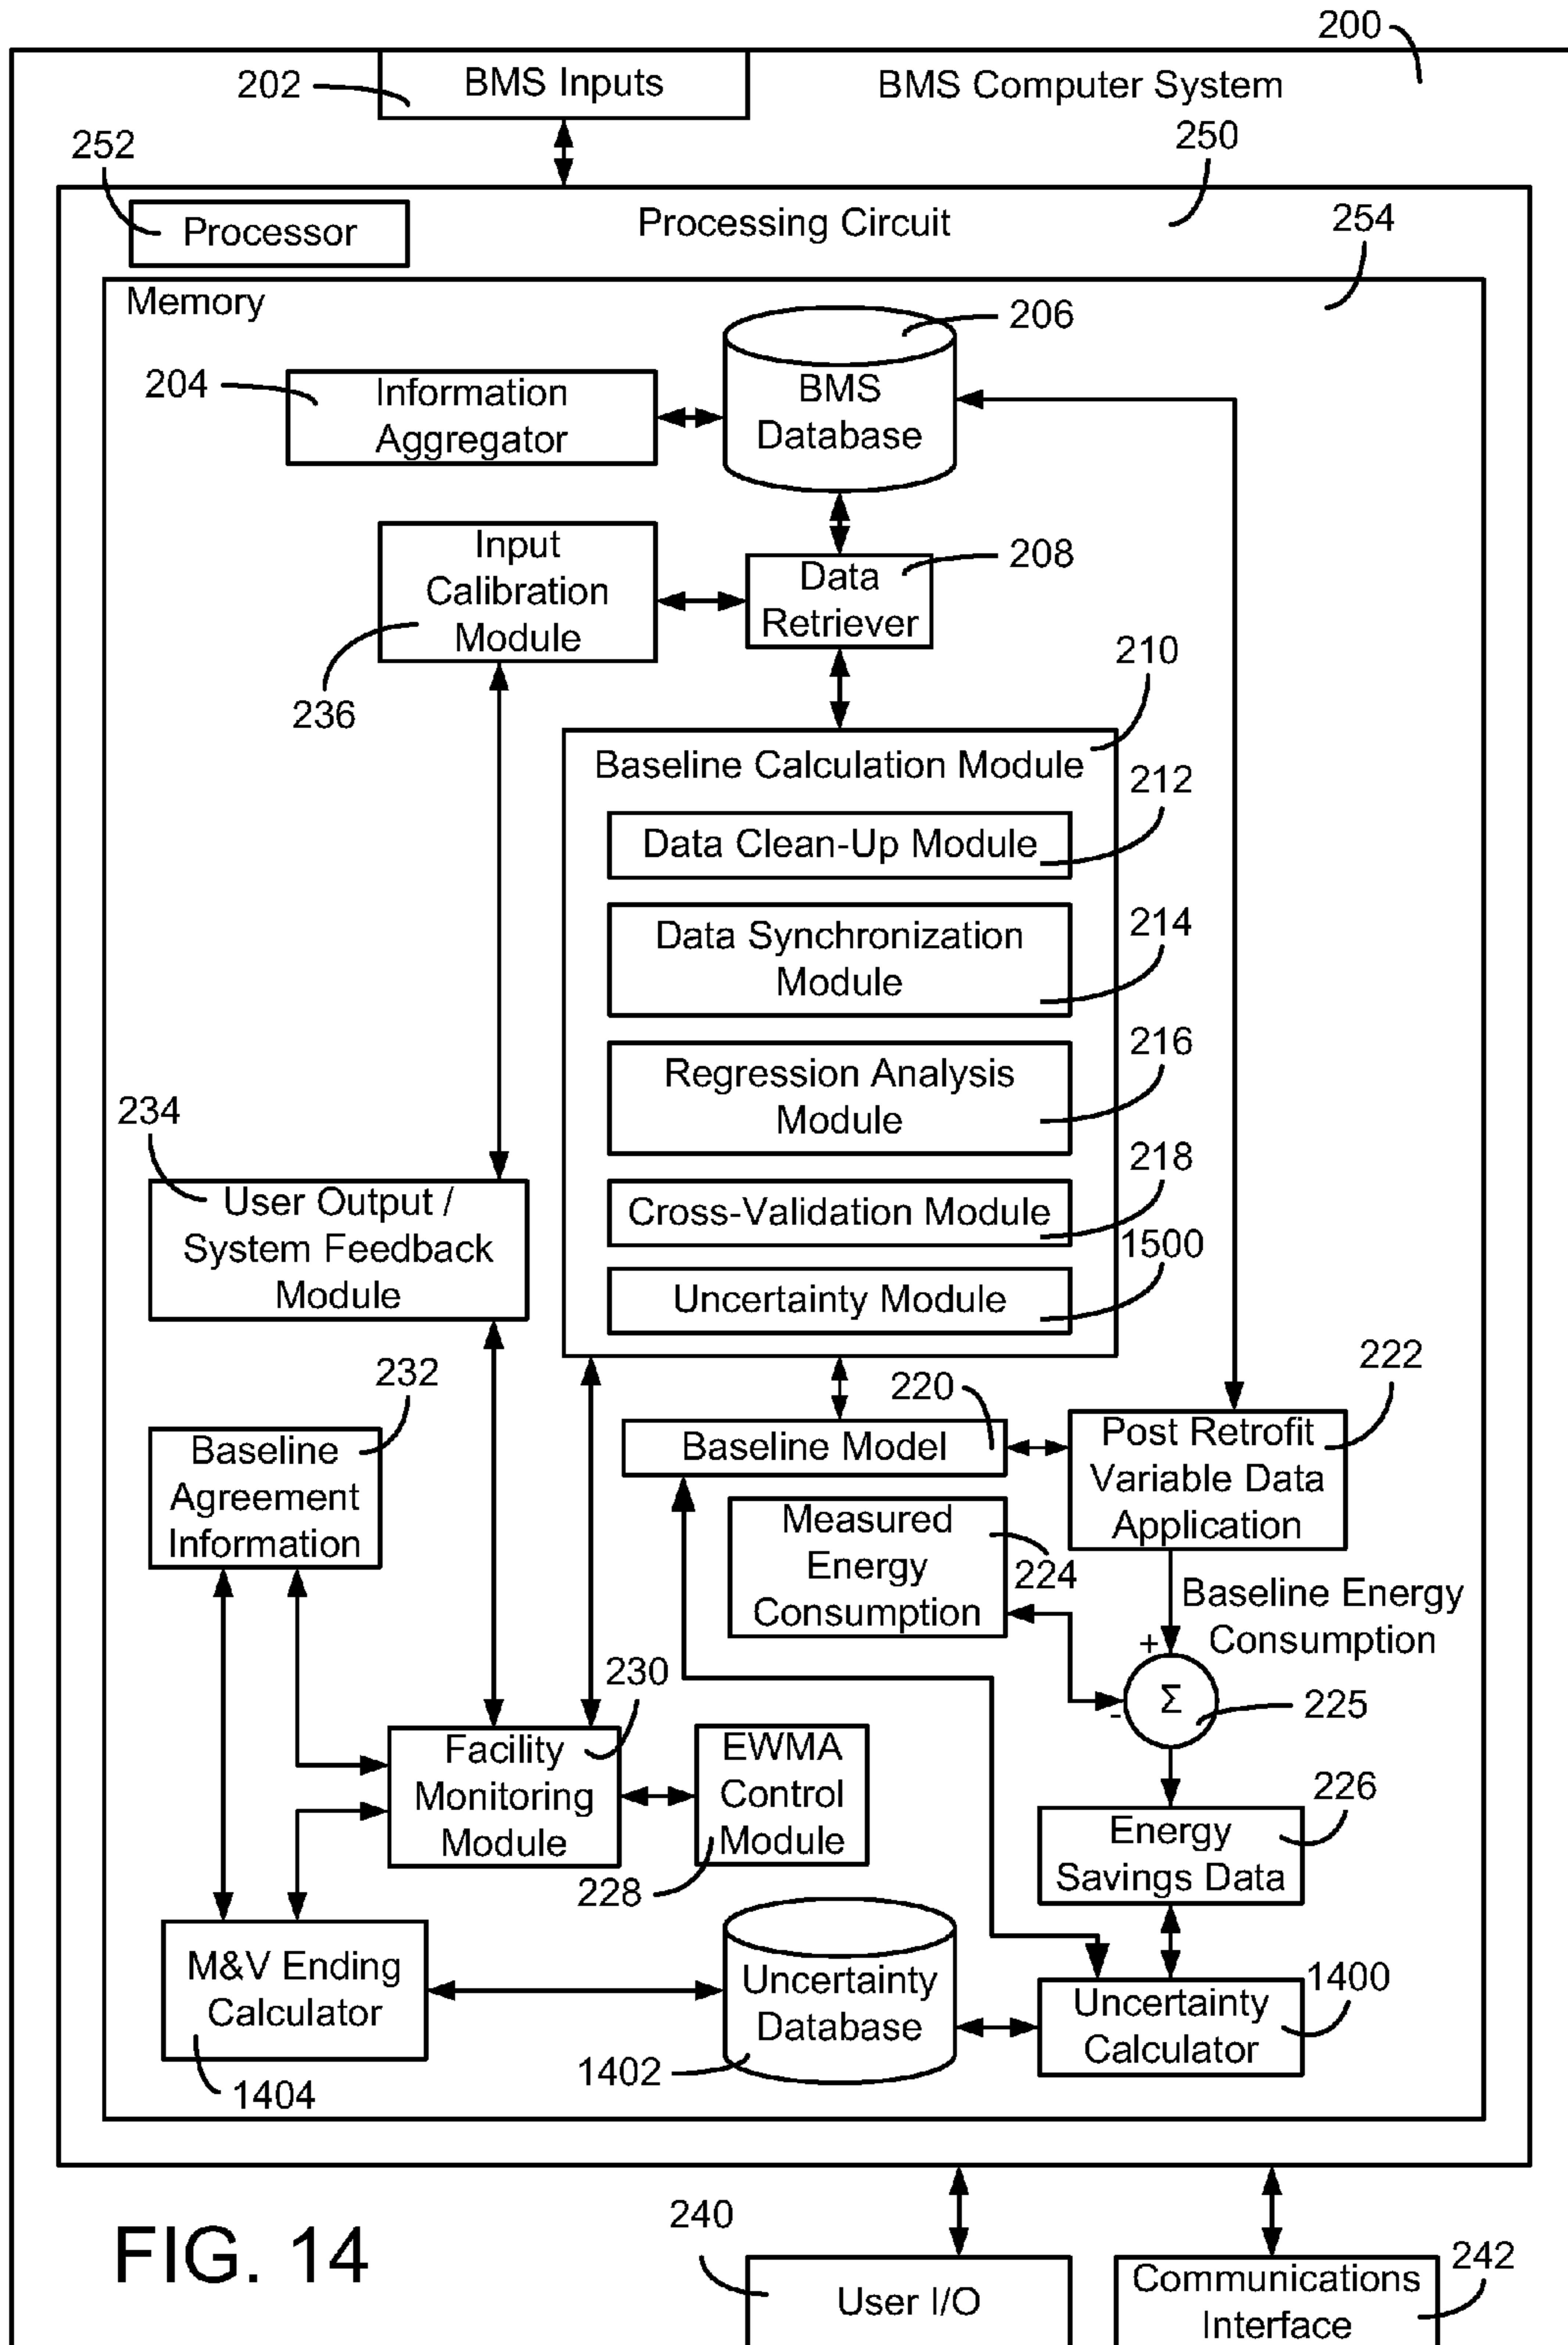 200
202
BMS Inputs
BMS Computer System
252
250
Processor
Processing Circuit
254
Memory
206
204
Information
Aggregator
BMS
Database
Input
Calibration
Module
236
Data
Retriever
208
210
Baseline Calculation Module
212
Data Clean-Up Module
214
Data Synchronization
Module
216
Regression Analysis
Module
218
Cross-Validation Module
1500
Uncertainty Module
234
User Output /
System Feedback
Module
232
Baseline
Agreement
Information
220
Baseline Model
222
Post Retrofit
Variable Data
Application
Measured
Energy
Consumption
224
Baseline Energy
Consumption
+
-
Σ
225
230
Facility
Monitoring
Module
EWMA
Control
Module
228
226
Energy
Savings Data
M&V Ending
Calculator
1404
Uncertainty
Database
1402
1400
Uncertainty
Calculator
FIG. 14
240
User I/O
242
Communications
Interface